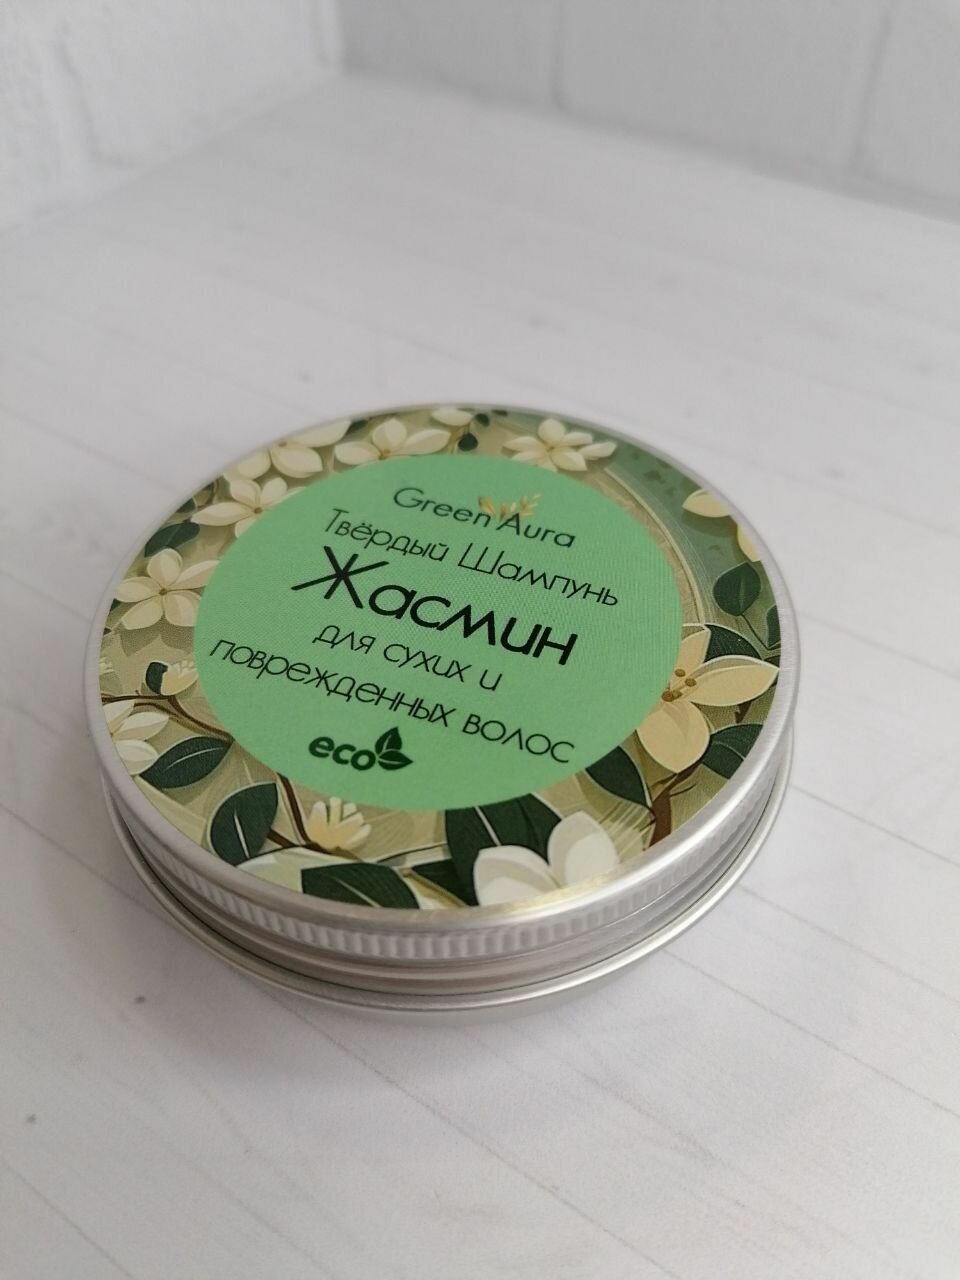 Green Aura
Твёрдый Шампунь
Жасмин
для сухих и
поврежденных волос
eco